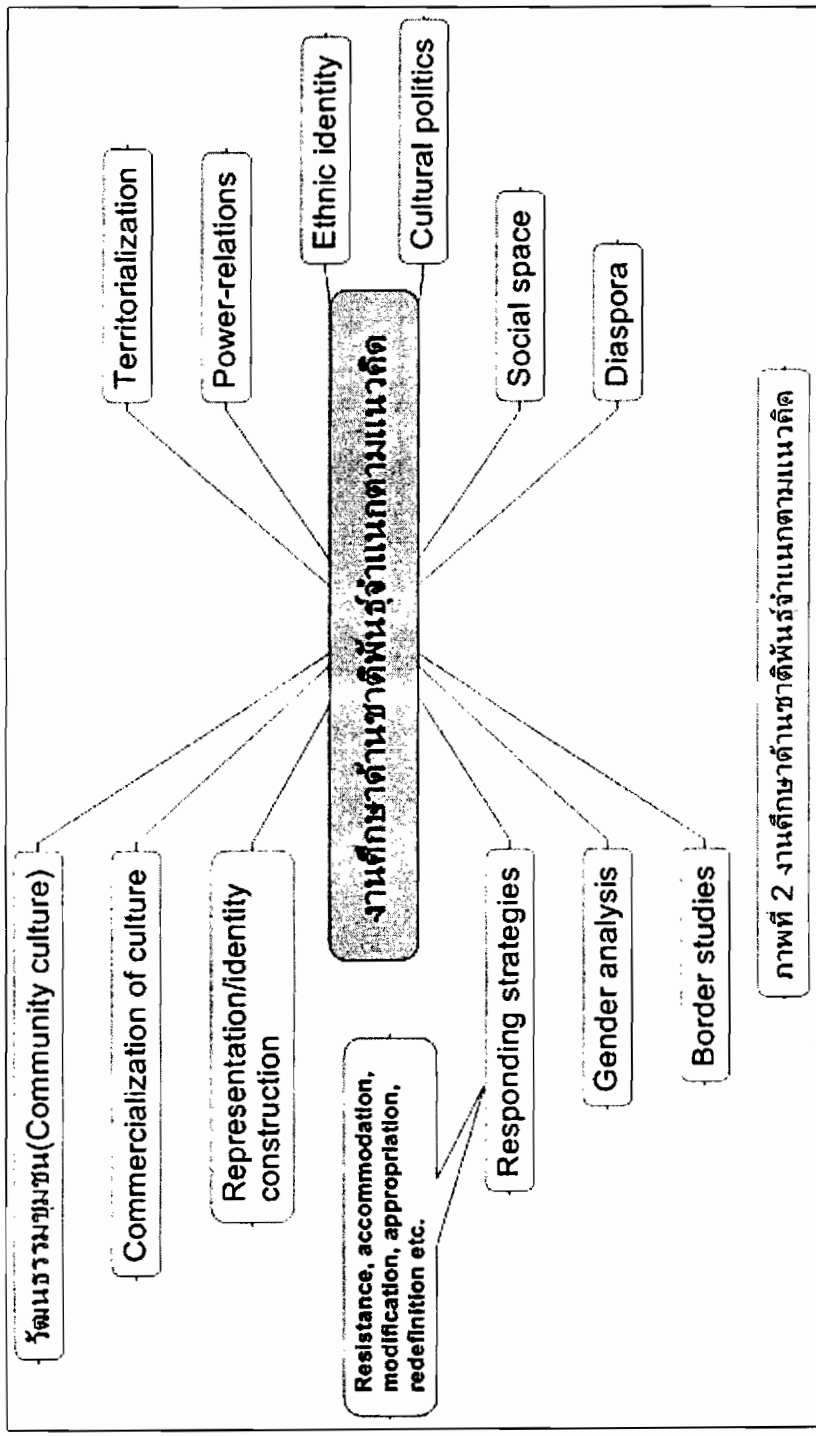 วัฒนธรรมชุมชน(Community culture)
Commercialization of culture
Representation/identity
construction
Territorialization
Power-relations
Ethnic identity
งานศึกษาด้านชาติพันธุ์จำแนกตามแนวคิด
Cultural politics
Resistance, accommodation,
modification, appropriation,
redefinition etc.
Responding strategies
Social space
Gender analysis
Diaspora
Border studies
ภาพที่ 2 งานศึกษาด้านชาติพันธ์จำแนกตามแนวคิด